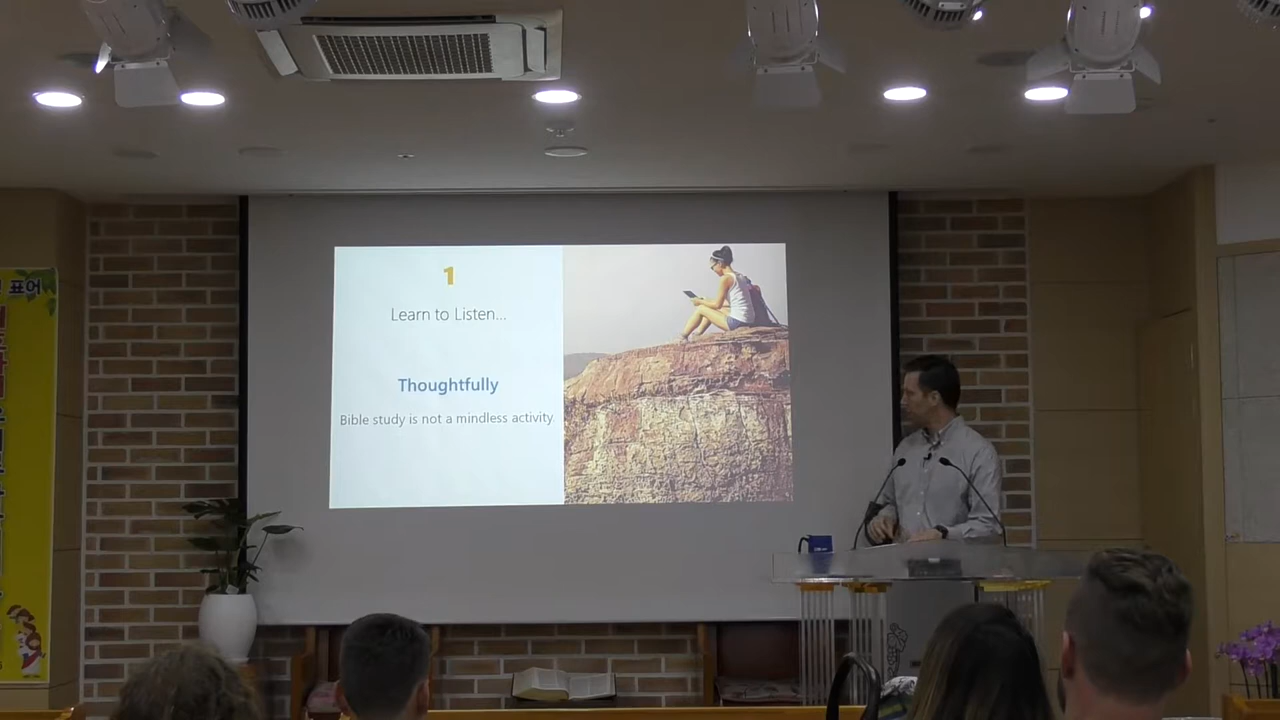 1
Learn to Listen...
Thoughtfully
Bible study is not a mindless activity.
표어